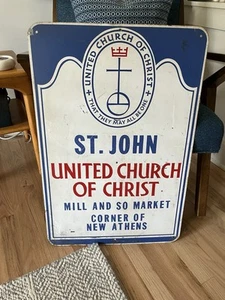 UNITED CHURCH OF CHRIST
THAT THEY MAY ALL BE ONE
ST. JOHN
UNITED CHURCH
OF CHRIST
MILL AND SO MARKET
CORNER OF
NEW ATHENS